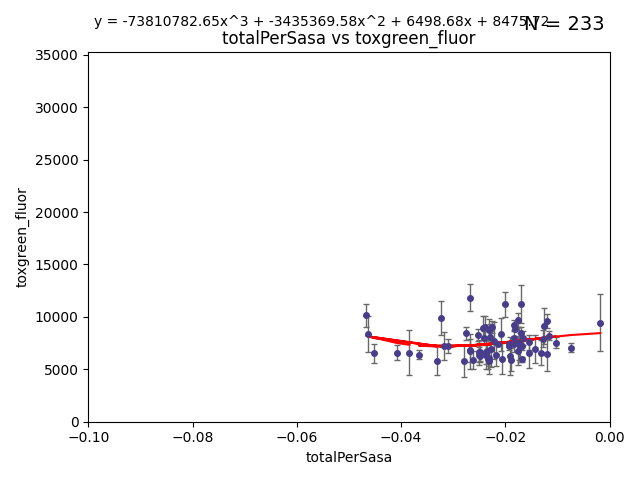 y = -73810782.65x^3 + -3435369.58x^2 + 6498.68x + 8475.72
N = 233
totalPerSasa vs toxgreen_fluor
35000
30000
25000
20000
15000
10000
5000
0
toxgreen_fluor
−0.10 −0.08 −0.06 −0.04 −0.02 0.00
totalPerSasa